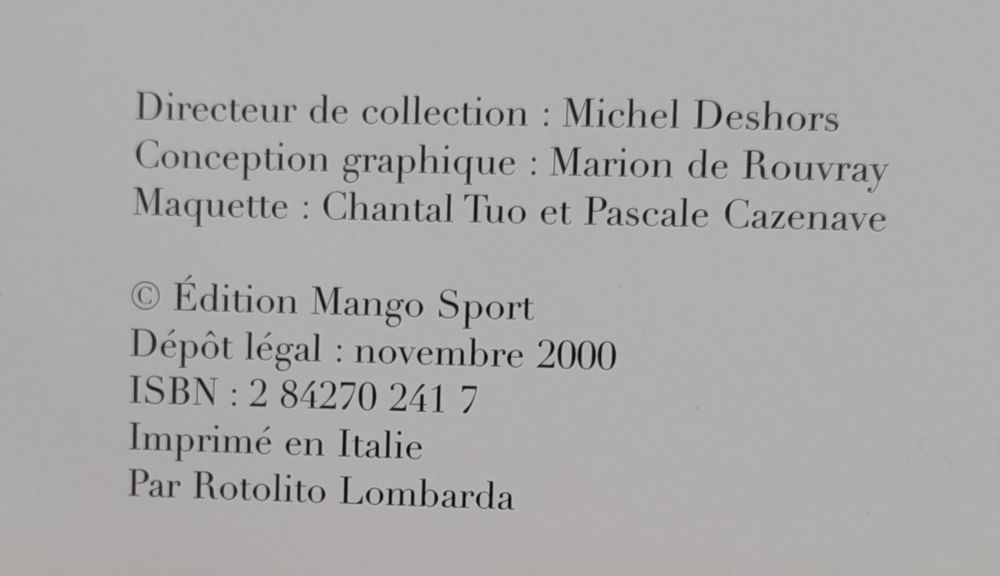 Directeur de collection : Michel Deshors
Conception graphique : Marion de Rouvray
Maquette : Chantal Tuo et Pascale Cazenave
© Édition Mango Sport
Dépôt légal : novembre 2000
ISBN : 2 84270 241 7
Imprimé en Italie
Par Rotolito Lombarda